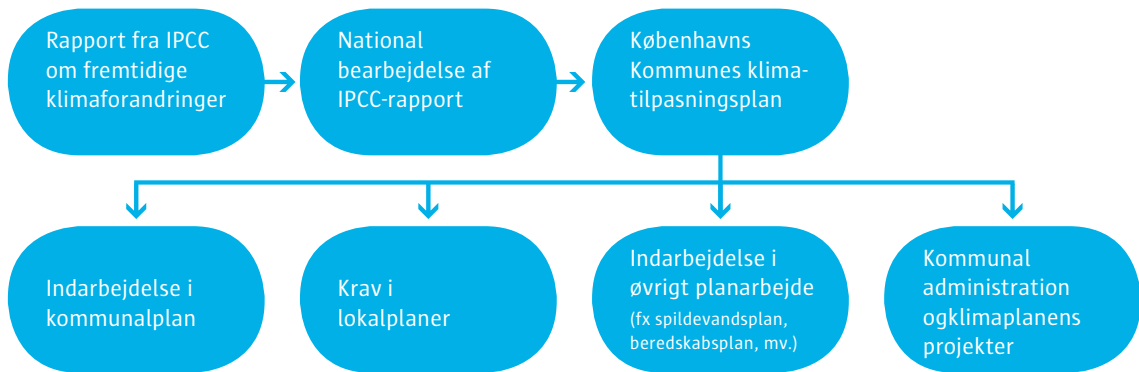 Rapport fra IPCC
om fremtidige
klimaforandringer
National
bearbejdelse af
IPCC-rapport
Københavns
Kommunes klima-
tilpasningsplan
Indarbejdelse i
kommunalplan
Krav i
lokalplaner
Indarbejdelse i
øvrigt planarbejde
(fx spildevandsplan,
beredskabsplan, mv.)
Kommunal
administration
ogklimaplanens
projekter